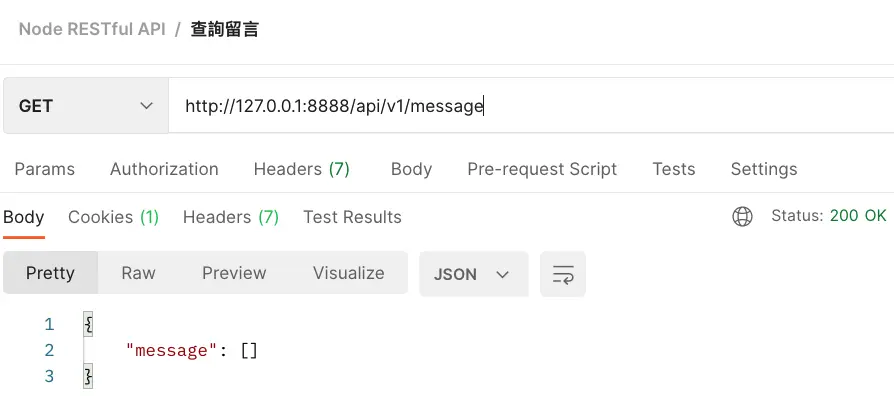 Node RESTful API / 查詢留言
GET http://127.0.0.1:8888/api/v1/message
Params Authorization Headers (7) Body Pre-request Script Tests Settings
Body Cookies (1) Headers (7) Test Results Status: 200 OK
Pretty Raw Preview Visualize JSON
1 {
2 "message": []
3 }